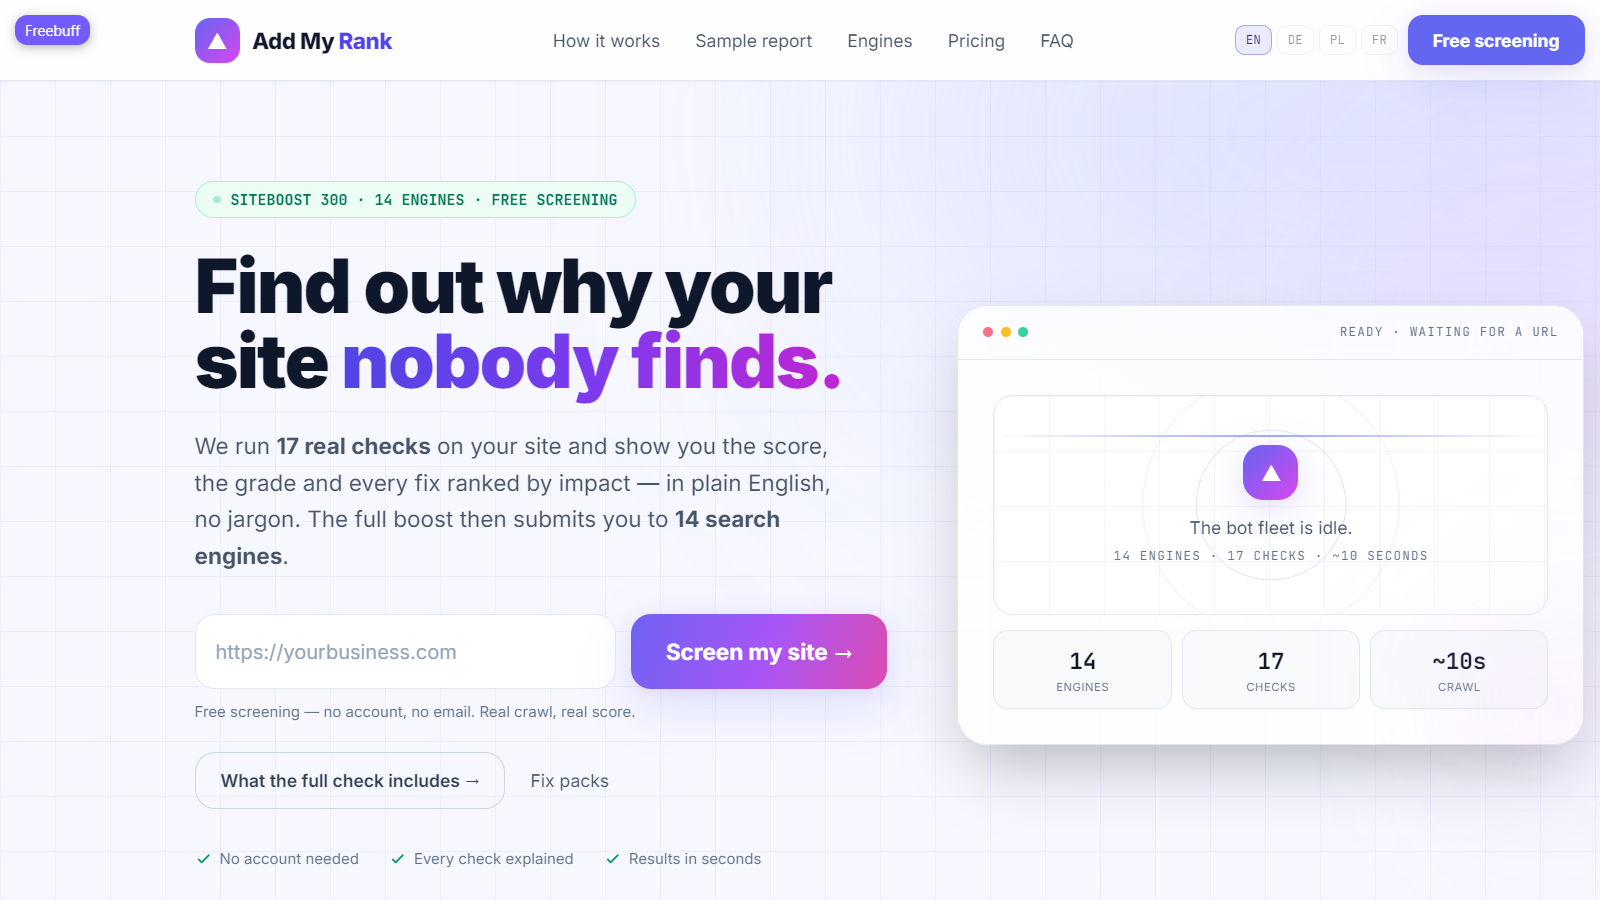 Freebuff
Add My Rank
How it works
Sample report
Engines
Pricing
FAQ
EN
DE
PL
FR
Free screening
SITEBOOST 300 · 14 ENGINES · FREE SCREENING
Find out why your
site nobody finds.
We run 17 real checks on your site and show you the score,
the grade and every fix ranked by impact — in plain English,
no jargon. The full boost then submits you to 14 search
engines.
https://yourbusiness.com
Screen my site →
Free screening — no account, no email. Real crawl, real score.
What the full check includes →
Fix packs
No account needed
Every check explained
Results in seconds
READY · WAITING FOR A URL
The bot fleet is idle.
14 ENGINES · 17 CHECKS · ~10 SECONDS
14
ENGINES
17
CHECKS
~10s
CRAWL